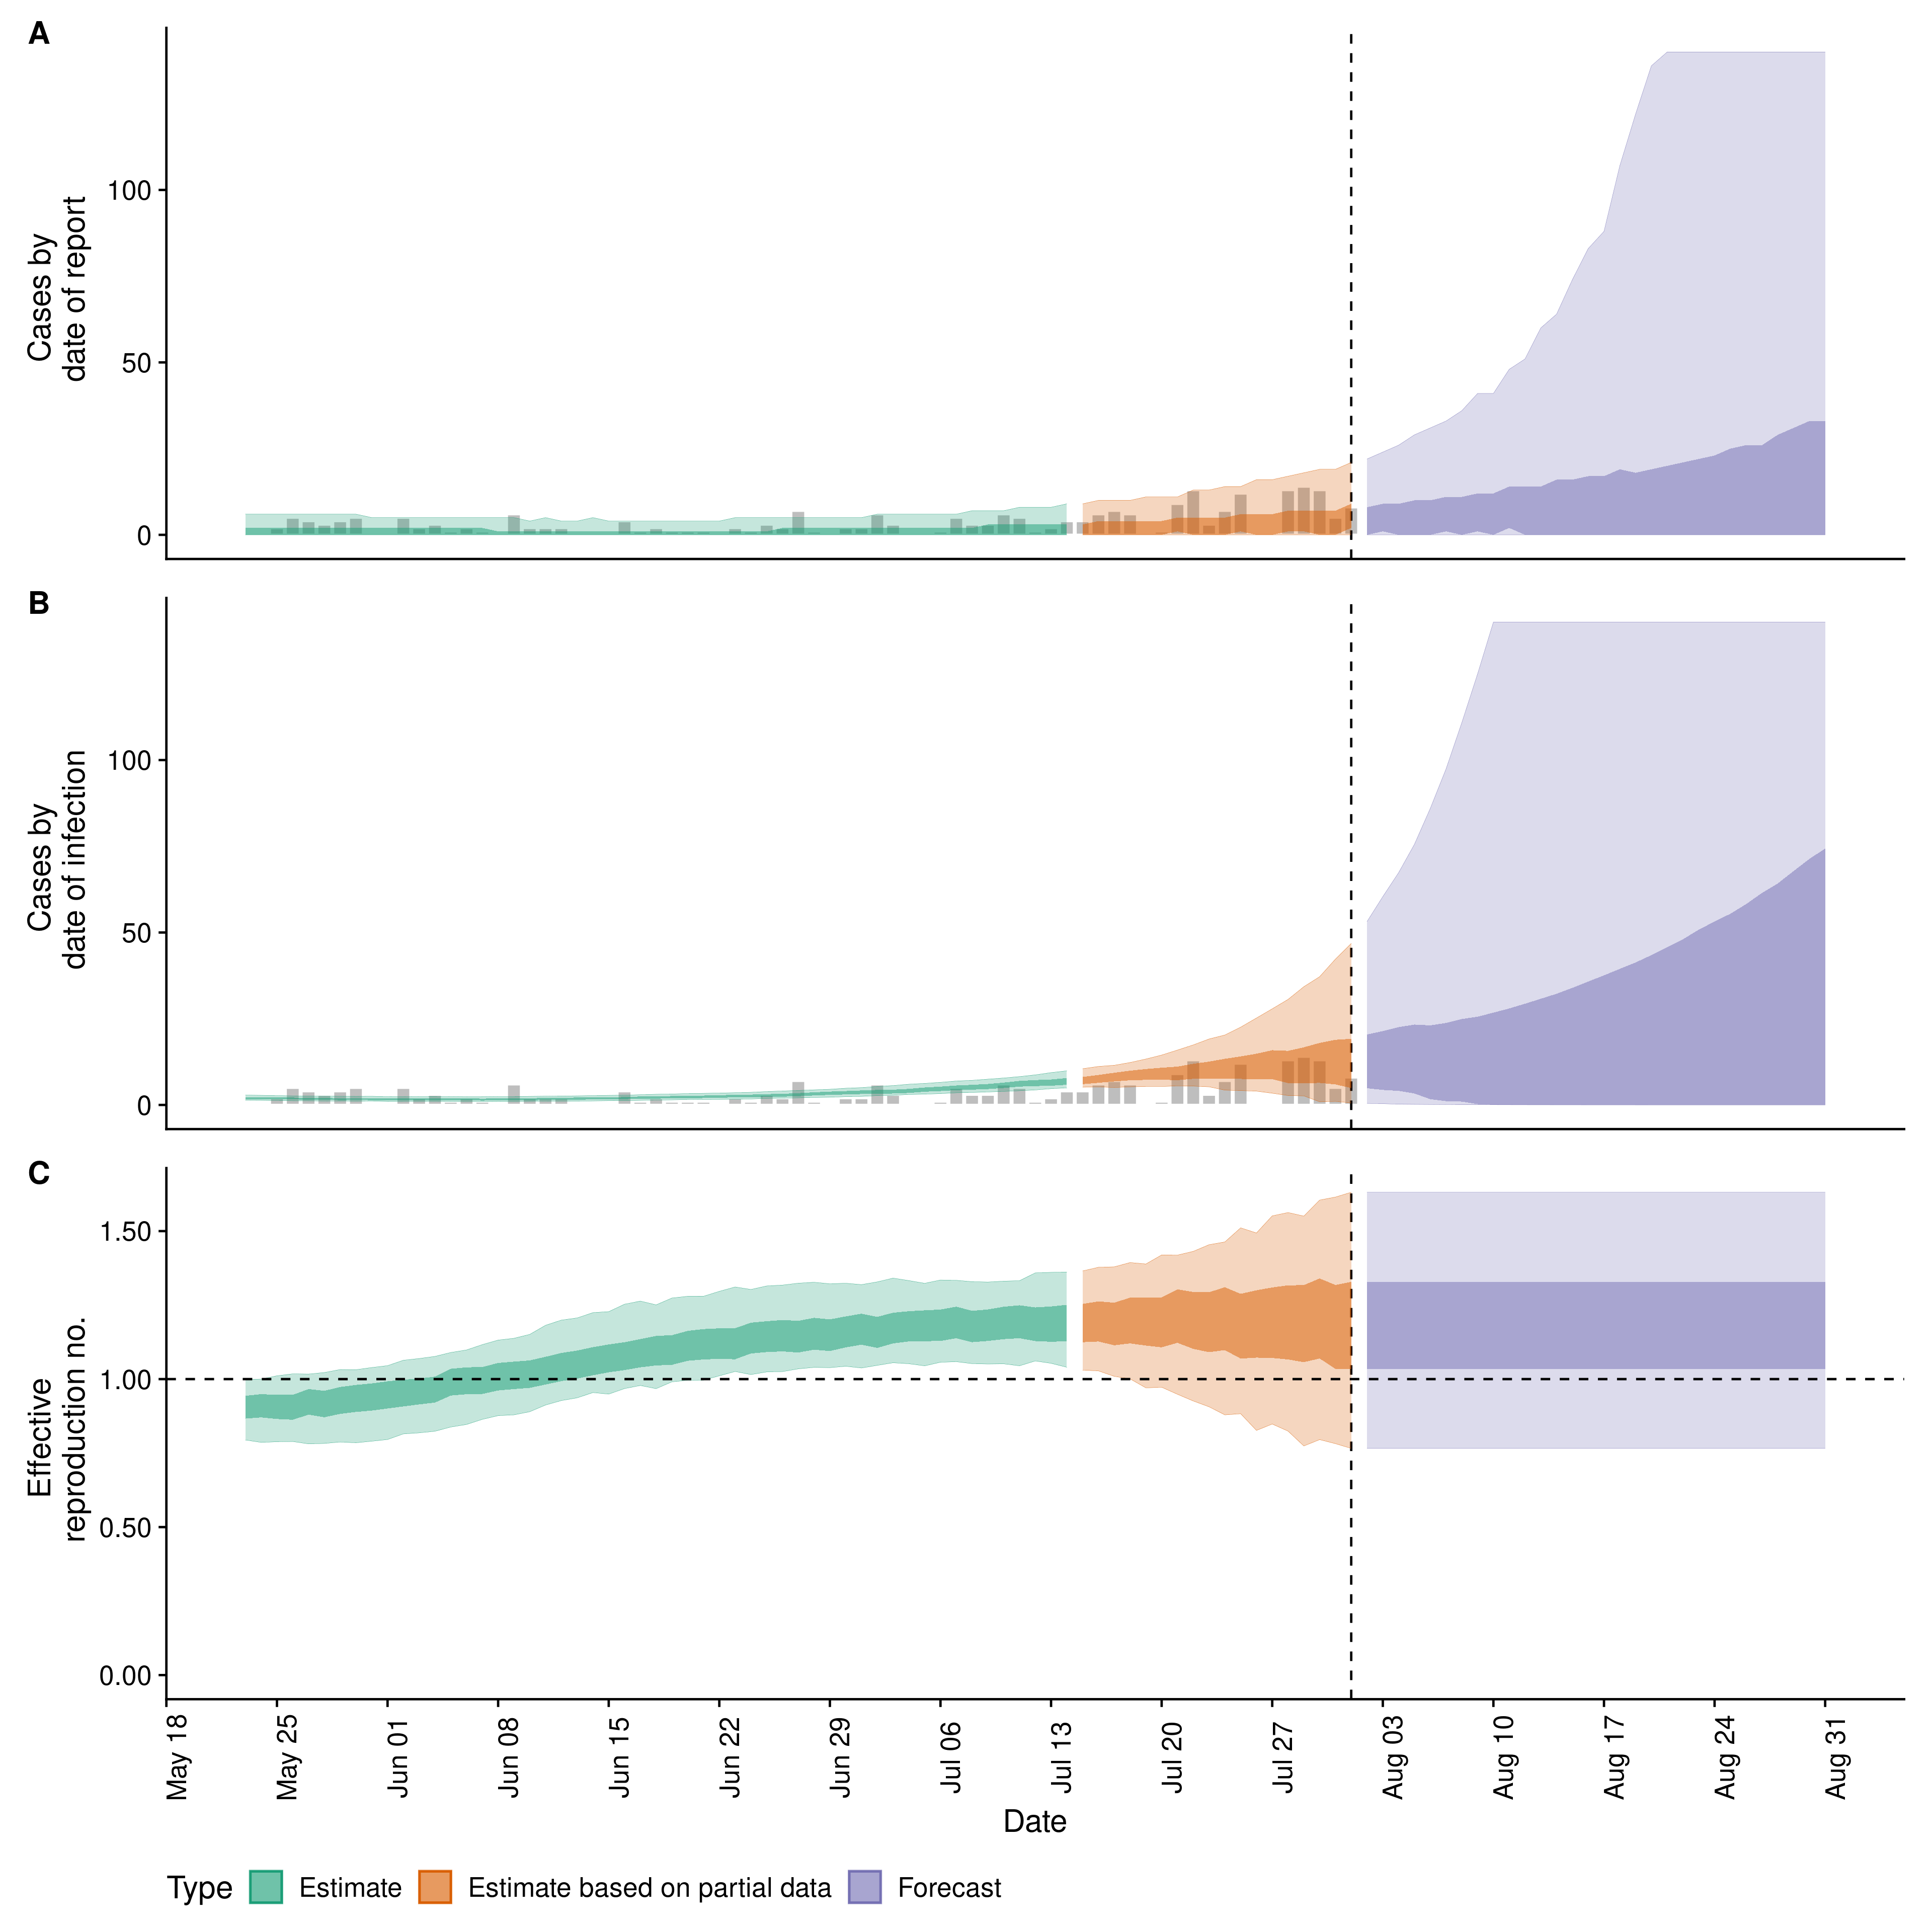 A
Cases by
date of report
100
50
0
B
Cases by
date of infection
100
50
0
C
Effective
reproduction no.
1.50
1.00
0.50
0.00
May 18
May 25
Jun 01
Jun 08
Jun 15
Jun 22
Jun 29
Jul 06
Jul 13
Jul 20
Jul 27
Aug 03
Aug 10
Aug 17
Aug 24
Aug 31
Date
Type Estimate Estimate based on partial data Forecast